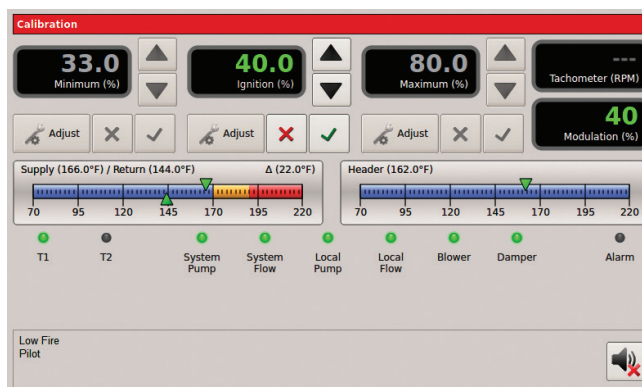 Calibration
33.0
Minimum (%)
40.0
Ignition (%)
80.0
Maximum (%)
---
Tachometer (RPM)
40
Modulation (%)
Adjust
Adjust
Adjust
Supply (166.0°F) / Return (144.0°F) Δ (22.0°F)
70 95 120 145 170 195 220
Header (162.0°F)
70 95 120 145 170 195 220
T1
T2
System Pump
System Flow
Local Pump
Local Flow
Blower
Damper
Alarm
Low Fire
Pilot